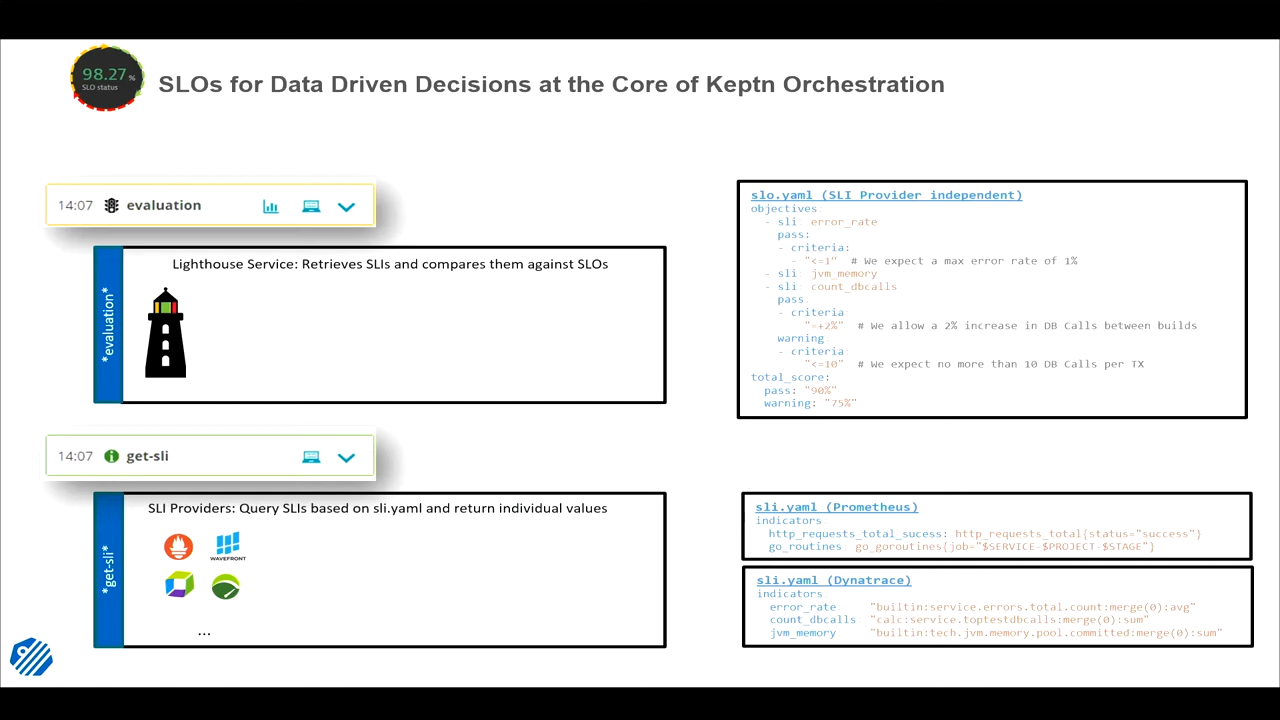 98.27 %
SLO status
SLOs for Data Driven Decisions at the Core of Keptn Orchestration
14:07 evaluation
*evaluation*
Lighthouse Service: Retrieves SLIs and compares them against SLOs
14:07 get-sli
*get-sli*
SLI Providers: Query SLIs based on sli.yaml and return individual values
WAVEFRONT
...
slo.yaml (SLI Provider independent)
objectives
- sli: error_rate
pass:
- criteria:
- "<=1" # We expect a max error rate of 1%
- sli: jvm_memory
- sli: count_dbcalls
pass
- criteria
"=+2%" # We allow a 2% increase in DB Calls between builds
warning
- criteria
"<=10" # We expect no more than 10 DB Calls per TX
total_score:
pass: "90%"
warning: "75%"
sli.yaml (Prometheus)
indicators
http_requests_total_sucess: http_requests_total{status="success"}
go_routines: go_goroutines{job="$SERVICE-$PROJECT-$STAGE"}
sli.yaml (Dynatrace)
indicators
error_rate "builtin:service.errors.total.count:merge(0):avg"
count_dbcalls "calc:service.toptestdbcalls:merge(0):sum"
jvm_memory "builtin:tech.jvm.memory.pool.committed:merge(0):sum"